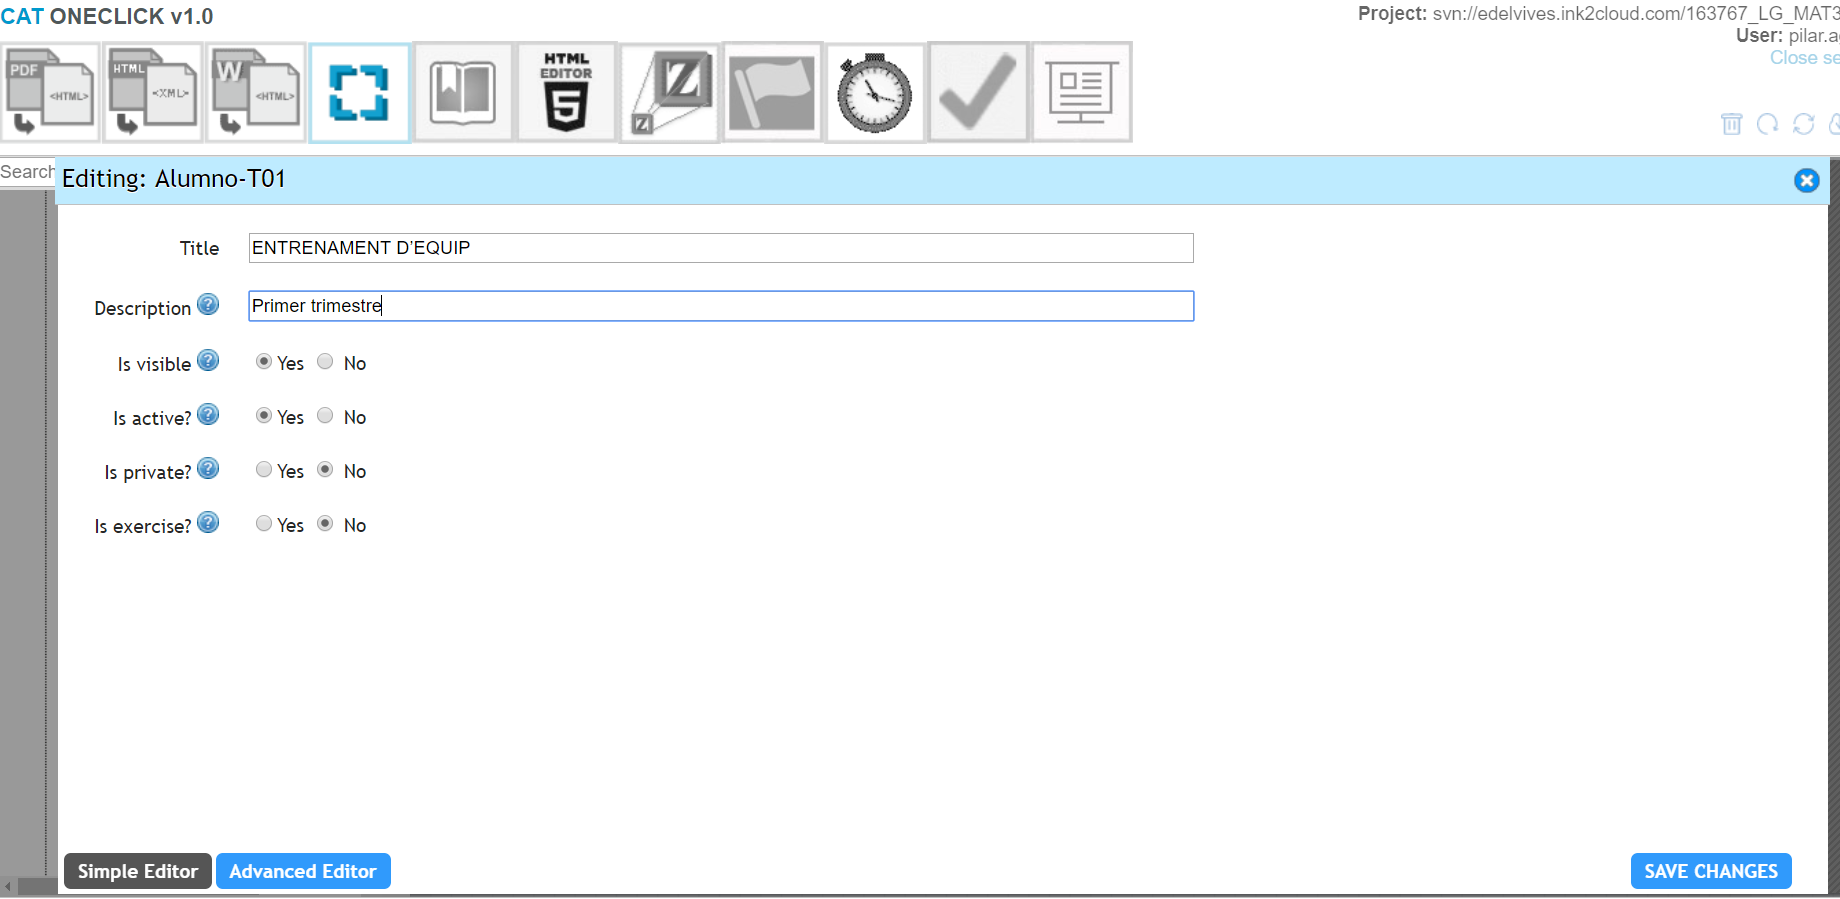 CAT ONECLICK v1.0
Project: svn://edelvives.ink2cloud.com/163767_LG_MAT3
User: pilar.a
Close se
PDF <HTML>
HTML <XML>
W <HTML>
HTML
EDITOR
5
Z
Z
Search
Editing: Alumno-T01
Title ENTRENAMENT D'EQUIP
Description ? Primer trimestre
Is visible ? Yes No
Is active? ? Yes No
Is private? ? Yes No
Is exercise? ? Yes No
Simple Editor
Advanced Editor
SAVE CHANGES